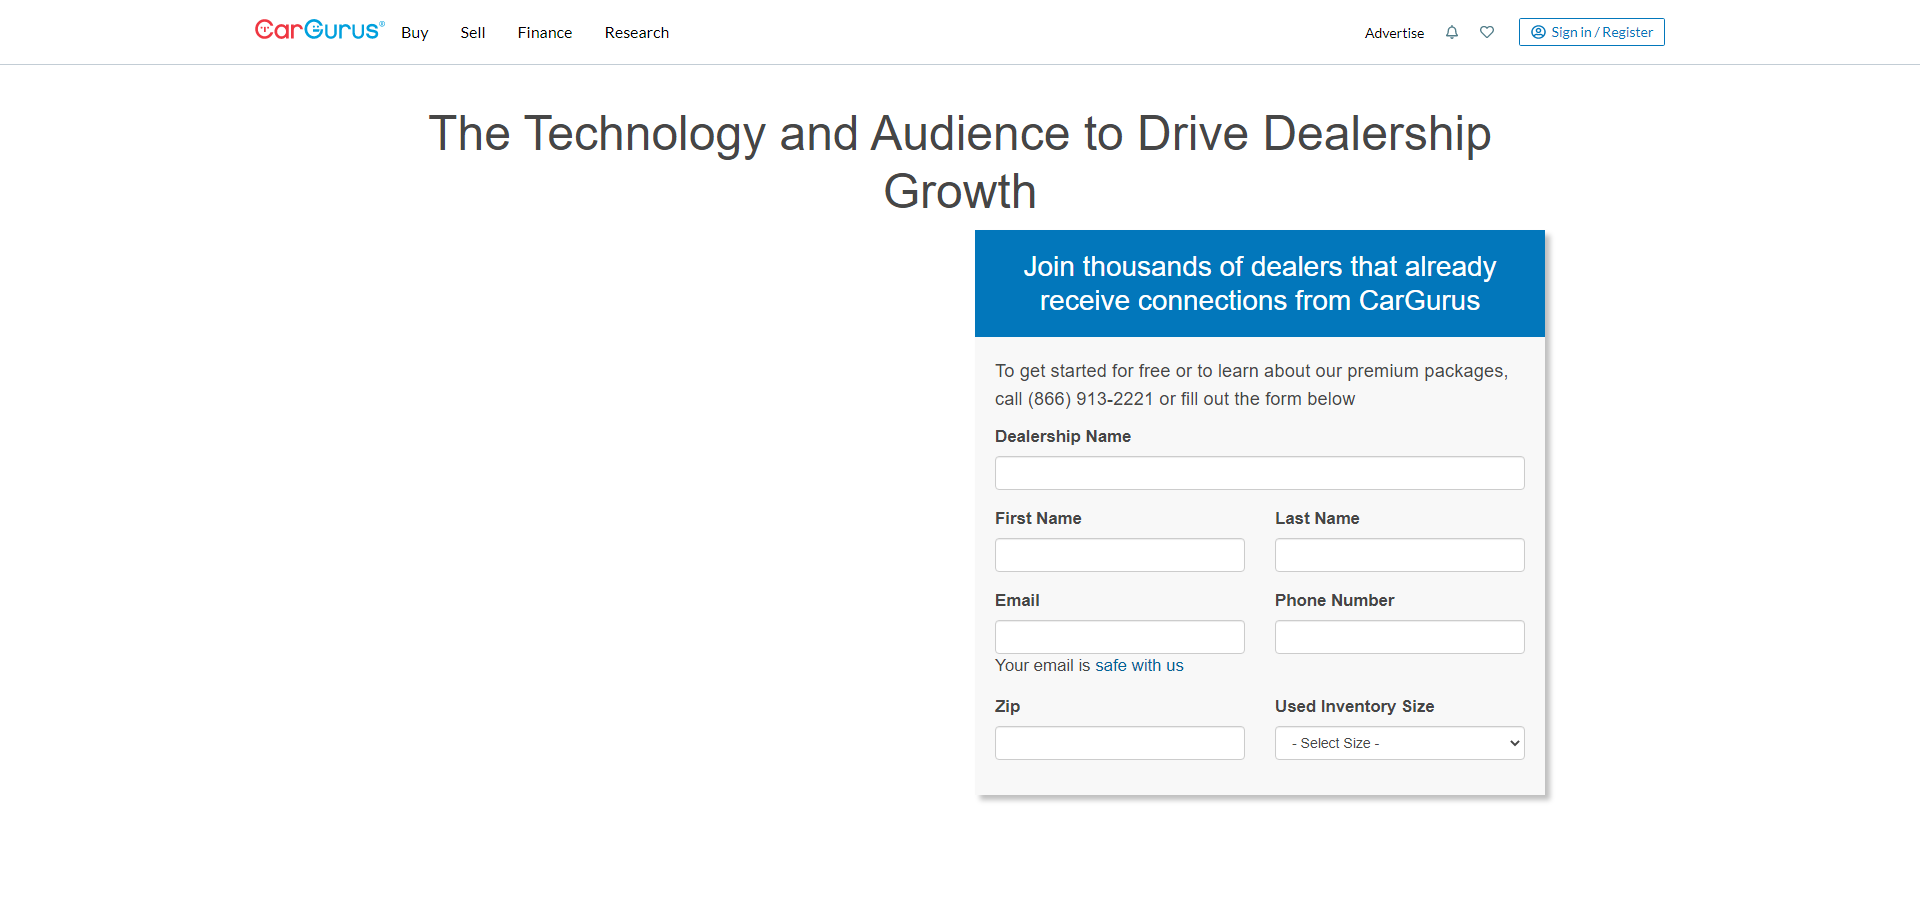 CarGurus® Buy Sell Finance Research Advertise Sign in / Register
The Technology and Audience to Drive Dealership
Growth
Join thousands of dealers that already
receive connections from CarGurus
To get started for free or to learn about our premium packages,
call (866) 913-2221 or fill out the form below
Dealership Name
First Name Last Name
Email Phone Number
Your email is safe with us
Zip Used Inventory Size
- Select Size -